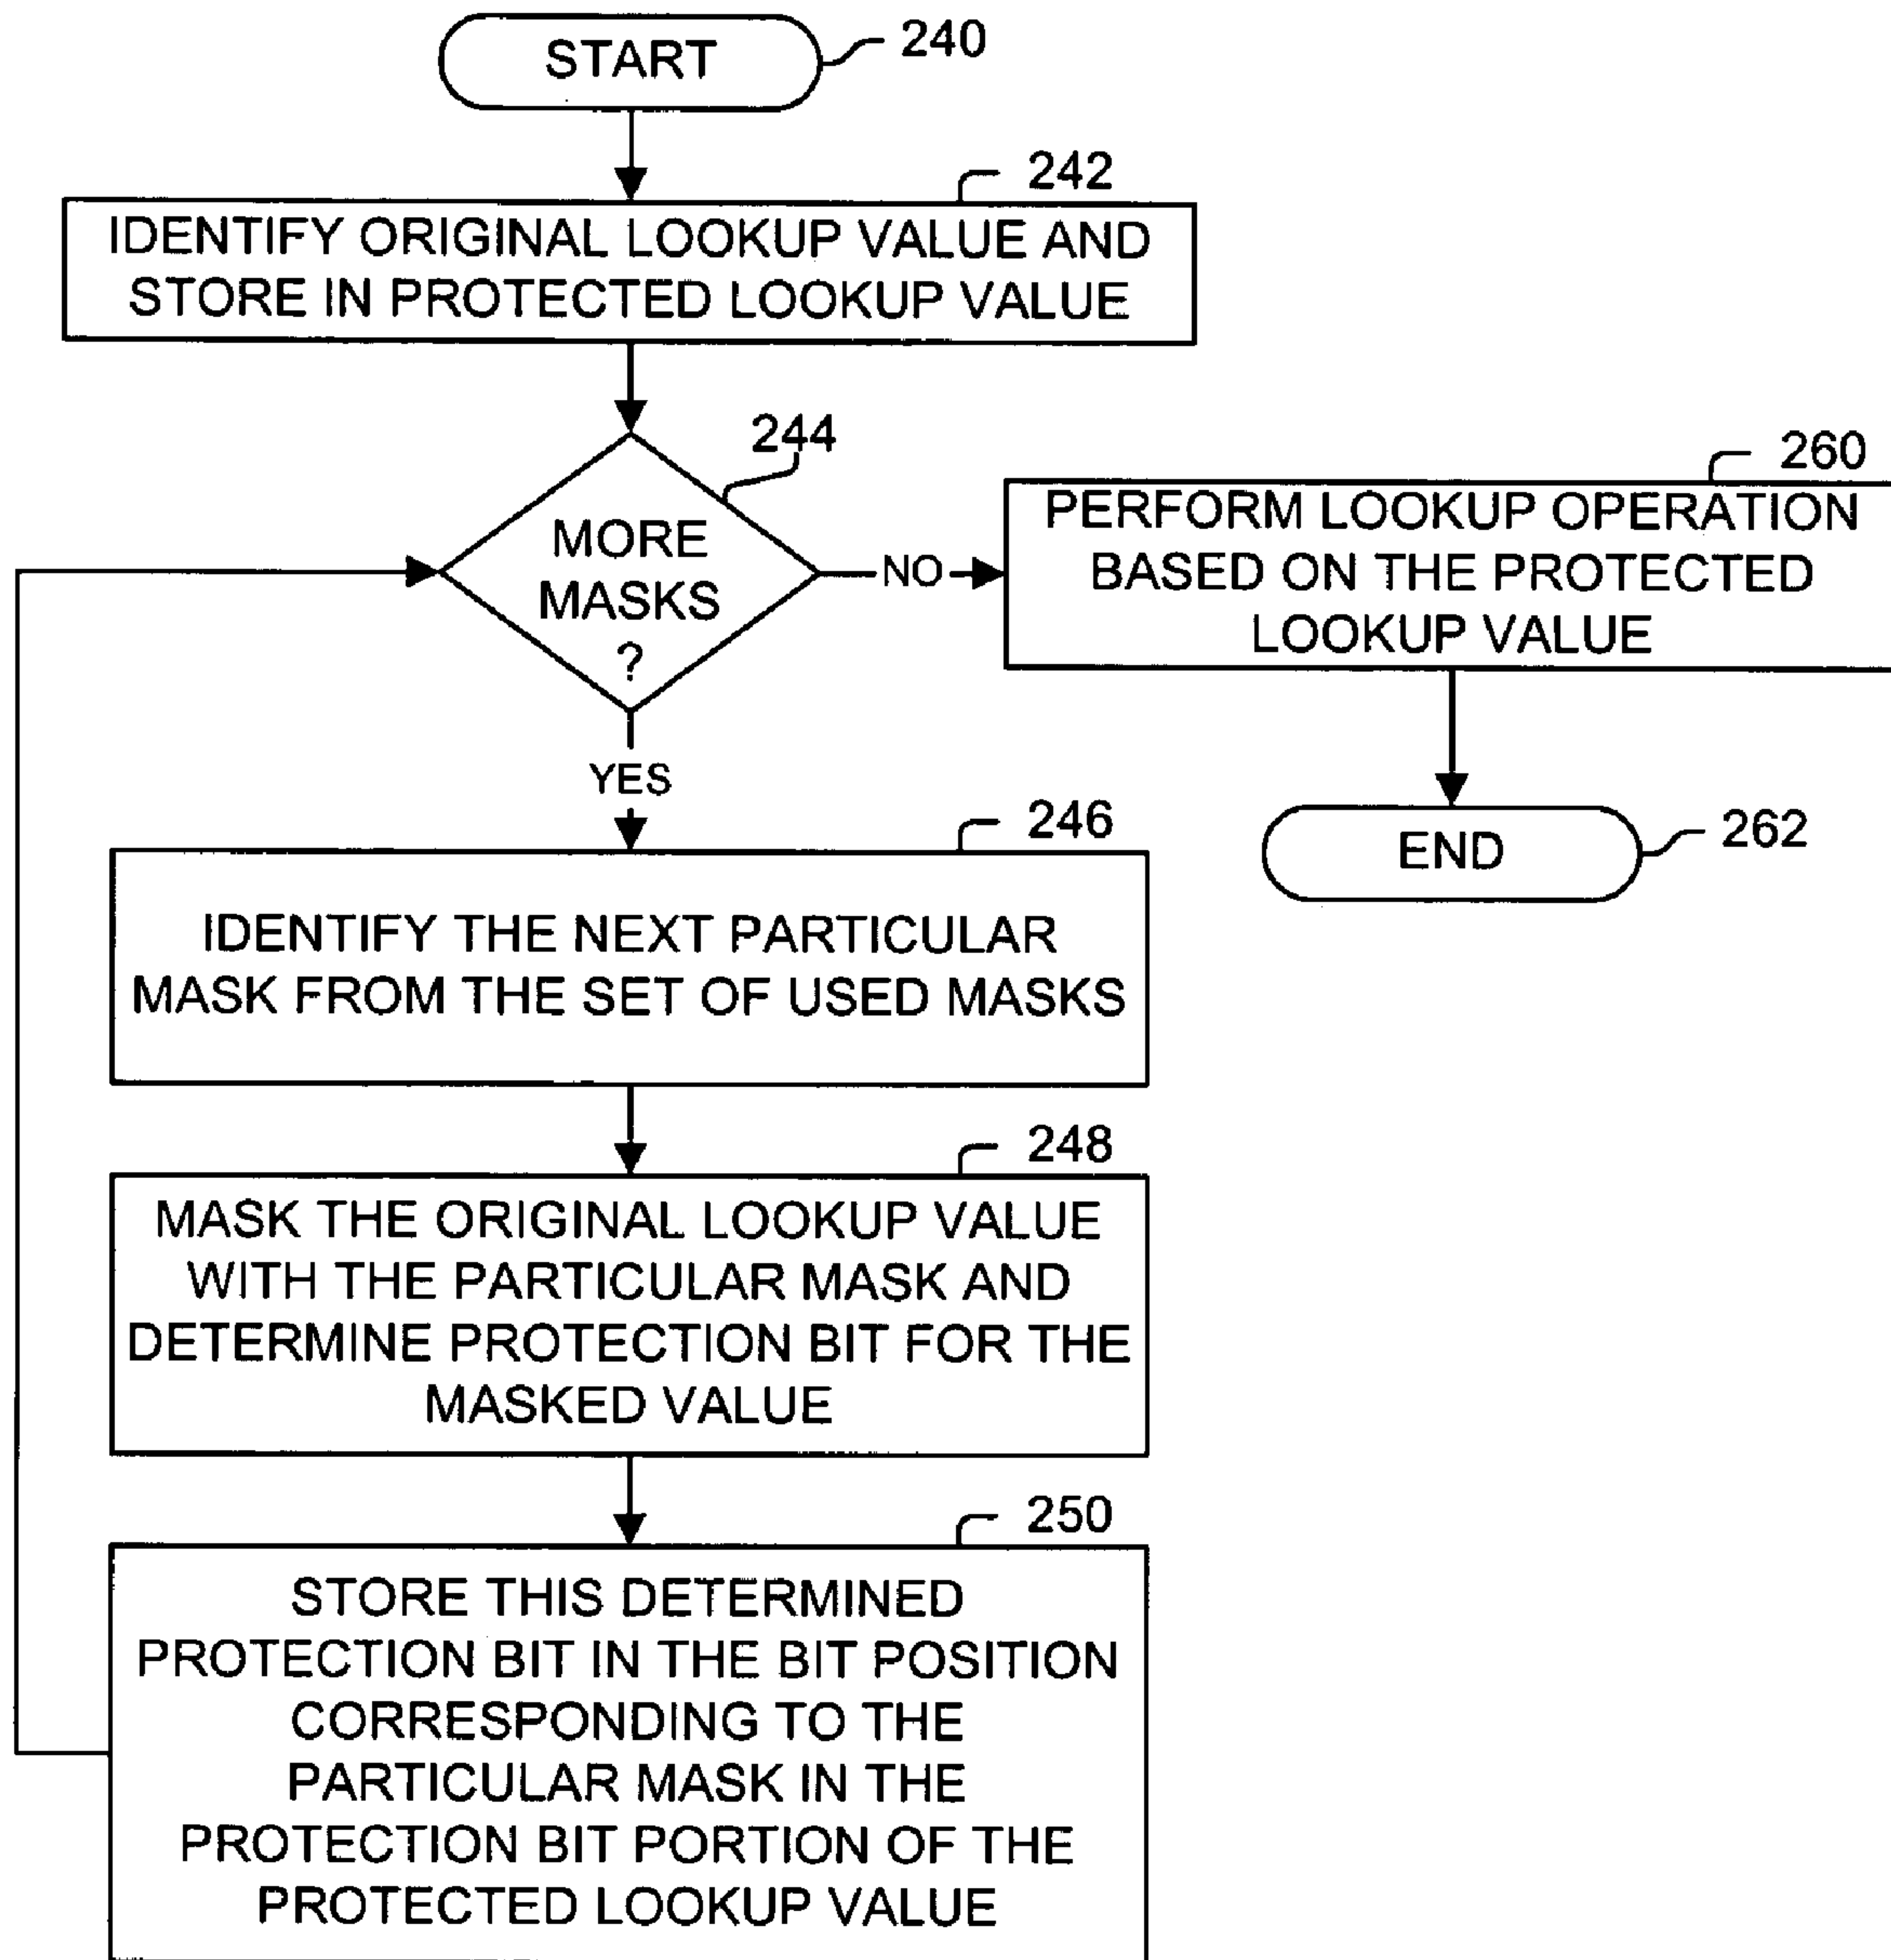 START
240
242
IDENTIFY ORIGINAL LOOKUP VALUE AND
STORE IN PROTECTED LOOKUP VALUE
244
MORE
MASKS
?
NO
260
PERFORM LOOKUP OPERATION
BASED ON THE PROTECTED
LOOKUP VALUE
YES
END
262
246
IDENTIFY THE NEXT PARTICULAR
MASK FROM THE SET OF USED MASKS
248
MASK THE ORIGINAL LOOKUP VALUE
WITH THE PARTICULAR MASK AND
DETERMINE PROTECTION BIT FOR THE
MASKED VALUE
250
STORE THIS DETERMINED
PROTECTION BIT IN THE BIT POSITION
CORRESPONDING TO THE
PARTICULAR MASK IN THE
PROTECTION BIT PORTION OF THE
PROTECTED LOOKUP VALUE